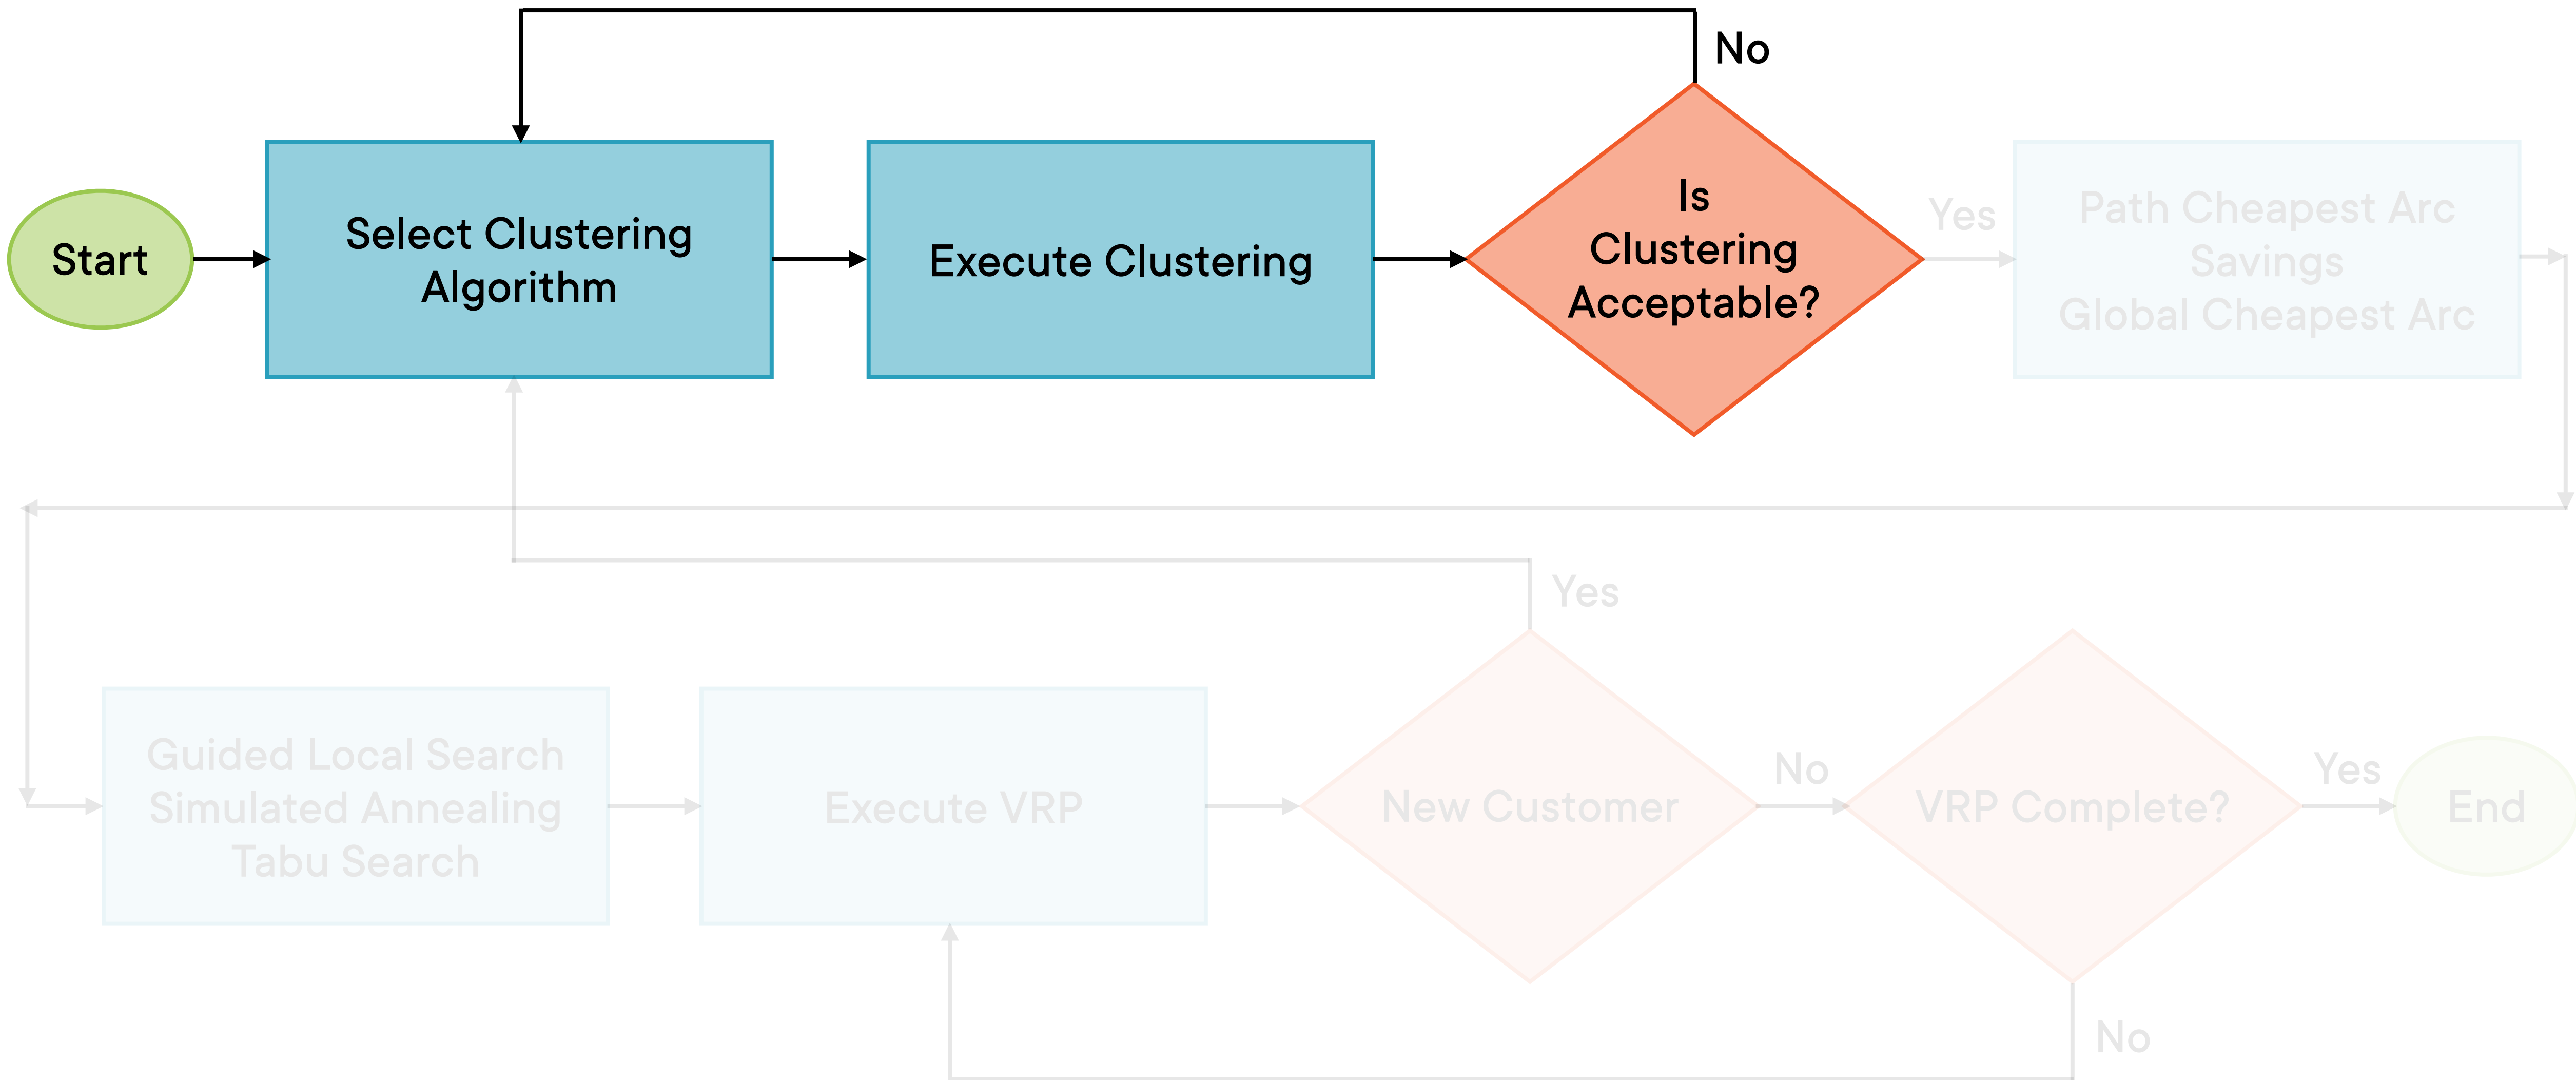 No
Start
Select Clustering
Algorithm
Execute Clustering
Is
Clustering
Acceptable?
Yes
Path Cheapest Arc
Savings
Global Cheapest Arc
Yes
Guided Local Search
Simulated Annealing
Tabu Search
Execute VRP
New Customer
No
VRP Complete?
Yes
End
No